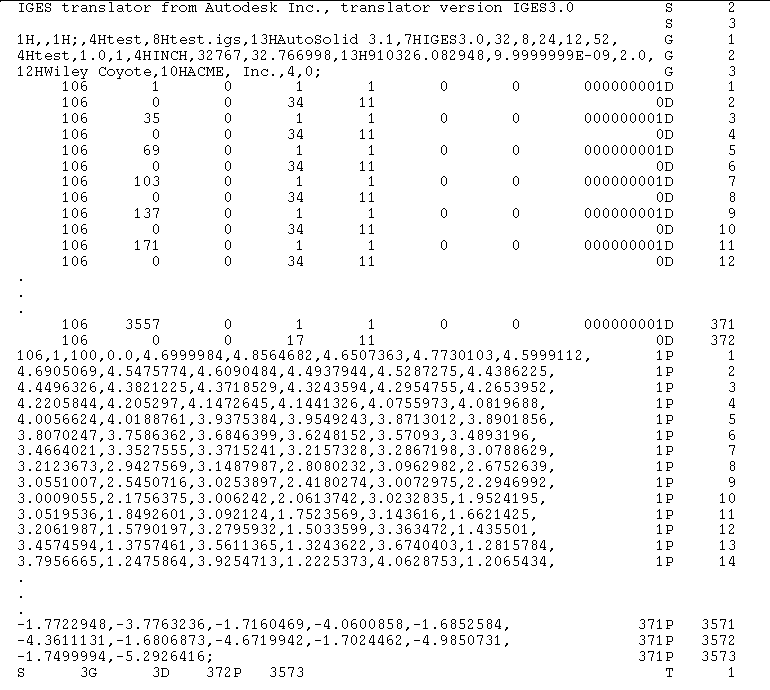 IGES translator from Autodesk Inc., translator version IGES3.0 S 2
S 3
1H,,1H;,4Htest,8Htest.igs,13HAutoSolid 3.1,7HIGES3.0,32,8,24,12,52, G 1
4Htest,1.0,1,4HINCH,32767,32.766998,13H910326.082948,9.9999999E-09,2.0, G 2
12HWiley Coyote,10HACME, Inc.,4,0; G 3
106 1 0 1 1 0 0 000000001D 1
106 0 0 34 11 0D 2
106 35 0 1 1 0 0 000000001D 3
106 0 0 34 11 0D 4
106 69 0 1 1 0 0 000000001D 5
106 0 0 34 11 0D 6
106 103 0 1 1 0 0 000000001D 7
106 0 0 34 11 0D 8
106 137 0 1 1 0 0 000000001D 9
106 0 0 34 11 0D 10
106 171 0 1 1 0 0 000000001D 11
106 0 0 34 11 0D 12
.
.
.
106 3557 0 1 1 0 0 000000001D 371
106 0 0 17 11 0D 372
106,1,100,0.0,4.6999984,4.8564682,4.6507363,4.7730103,4.5999112, 1P 1
4.6905069,4.5475774,4.6090484,4.4937944,4.5287275,4.4386225, 1P 2
4.4496326,4.3821225,4.3718529,4.3243594,4.2954755,4.2653952, 1P 3
4.2205844,4.205297,4.1472645,4.1441326,4.0755973,4.0819688, 1P 4
4.0056624,4.0188761,3.9375384,3.9549243,3.8713012,3.8901856, 1P 5
3.8070247,3.7586362,3.6846399,3.6248152,3.57093,3.4893196, 1P 6
3.4664021,3.3527555,3.3715241,3.2157328,3.2867198,3.0788629, 1P 7
3.2123673,2.9427569,3.1487987,2.8080232,3.0962982,2.6752639, 1P 8
3.0551007,2.5450716,3.0253897,2.4180274,3.0072975,2.2946992, 1P 9
3.0009055,2.1756375,3.006242,2.0613742,3.0232835,1.9524195, 1P 10
3.0519536,1.8492601,3.092124,1.7523569,3.143616,1.6621425, 1P 11
3.2061987,1.5790197,3.2795932,1.5033599,3.363472,1.435501, 1P 12
3.4574594,1.3757461,3.5611365,1.3243622,3.6740403,1.2815784, 1P 13
3.7956665,1.2475864,3.9254713,1.2225373,4.0628753,1.2065434, 1P 14
.
.
.
-1.7722948,-3.7763236,-1.7160469,-4.0600858,-1.6852584, 371P 3571
-4.3611131,-1.6806873,-4.6719942,-1.7024462,-4.9850731, 371P 3572
-1.7499994,-5.2926416; 371P 3573
S 3G 3D 372P 3573 T 1